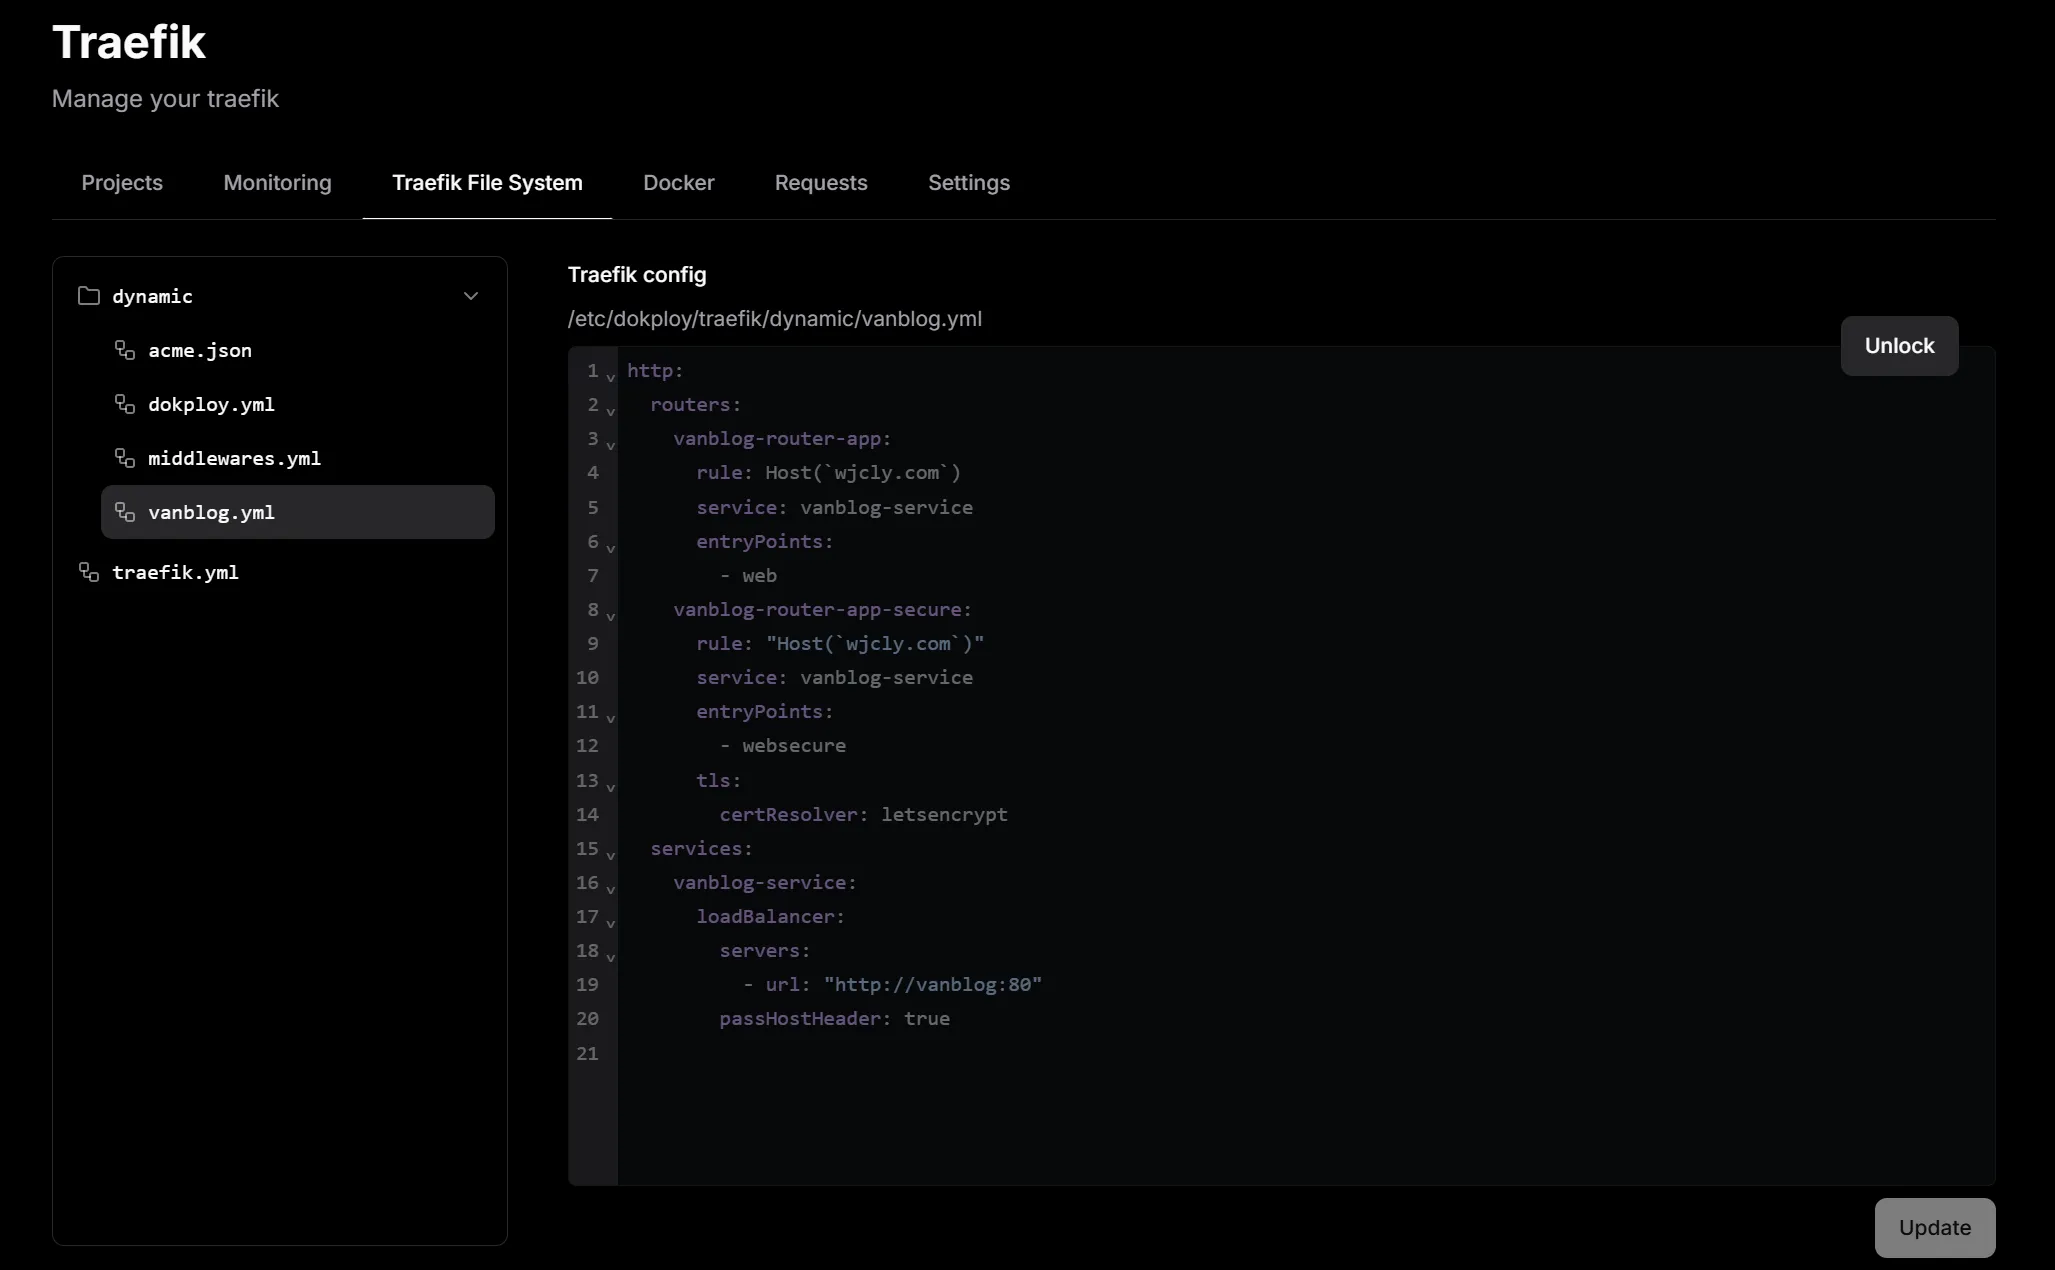 Traefik
Manage your traefik
Projects Monitoring Traefik File System Docker Requests Settings
dynamic
acme.json
dokploy.yml
middlewares.yml
vanblog.yml
traefik.yml
Traefik config
/etc/dokploy/traefik/dynamic/vanblog.yml
Unlock
1 http:
2   routers:
3     vanblog-router-app:
4       rule: Host(`wjcly.com`)
5       service: vanblog-service
6       entryPoints:
7         - web
8     vanblog-router-app-secure:
9       rule: "Host(`wjcly.com`)"
10       service: vanblog-service
11       entryPoints:
12         - websecure
13       tls:
14         certResolver: letsencrypt
15   services:
16     vanblog-service:
17       loadBalancer:
18         servers:
19           - url: "http://vanblog:80"
20         passHostHeader: true
21
Update